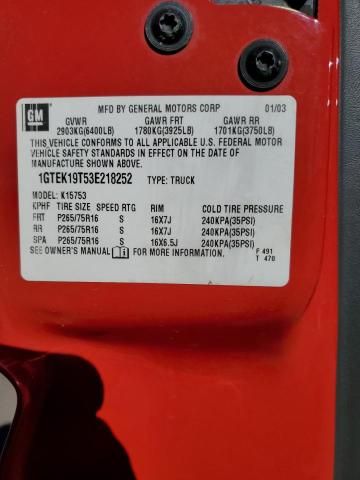 GM
MFD BY GENERAL MOTORS CORP 01/03
GVWR GAWR FRT GAWR RR
2903KG(6400LB) 1780KG(3925LB) 1701KG(3750LB)
THIS VEHICLE CONFORMS TO ALL APPLICABLE U.S. FEDERAL MOTOR
VEHICLE SAFETY STANDARDS IN EFFECT ON THE DATE OF
MANUFACTURE SHOWN ABOVE.
1GTEK19T53E218252 TYPE: TRUCK
MODEL: K15753
KPHF TIRE SIZE SPEED RTG RIM COLD TIRE PRESSURE
FRT P265/75R16 S 16X7J 240KPA(35PSI)
RR P265/75R16 S 16X7J 240KPA(35PSI)
SPA P265/75R16 S 16X6.5J 240KPA(35PSI)
SEE OWNER'S MANUAL FOR MORE INFORMATION. F 491
T 470